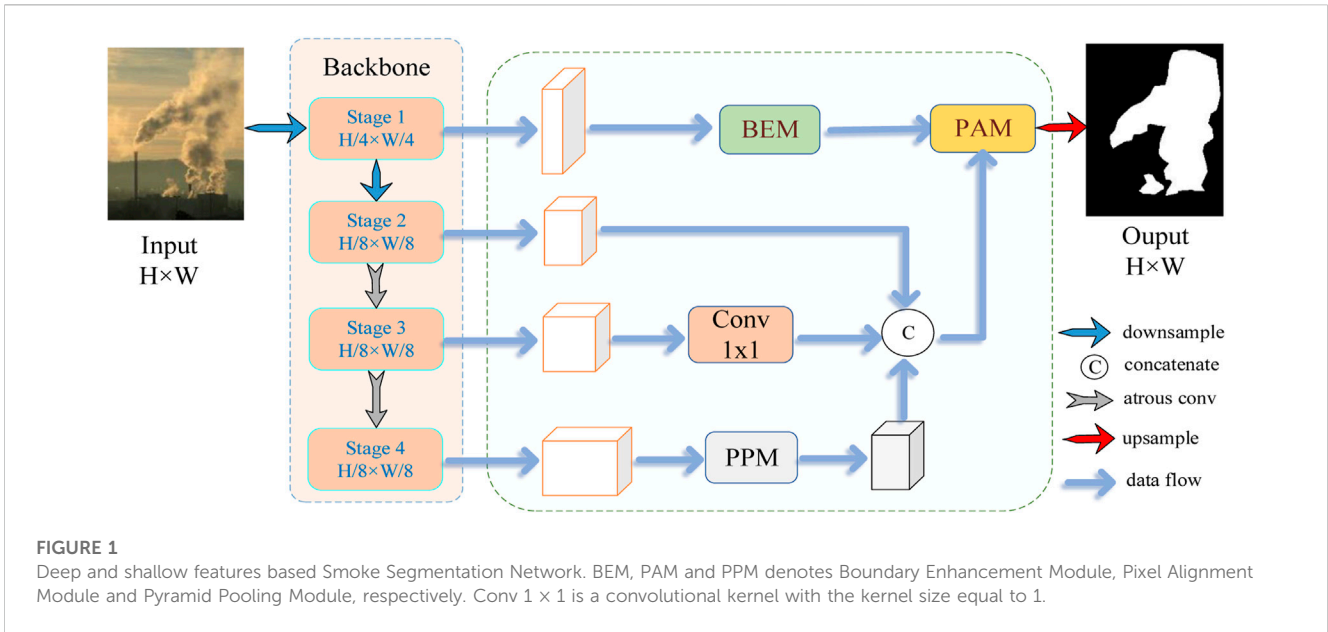 Backbone
Stage 1
H/4×W/4
BEM
PAM
Stage 2
H/8×W/8
Input
H×W
Ouput
H×W
Stage 3
H/8×W/8
Conv
1x1
C
downsample
C concatenate
atrous conv
upsample
data flow
Stage 4
H/8×W/8
PPM
FIGURE 1
Deep and shallow features based Smoke Segmentation Network. BEM, PAM and PPM denotes Boundary Enhancement Module, Pixel Alignment
Module and Pyramid Pooling Module, respectively. Conv 1 × 1 is a convolutional kernel with the kernel size equal to 1.